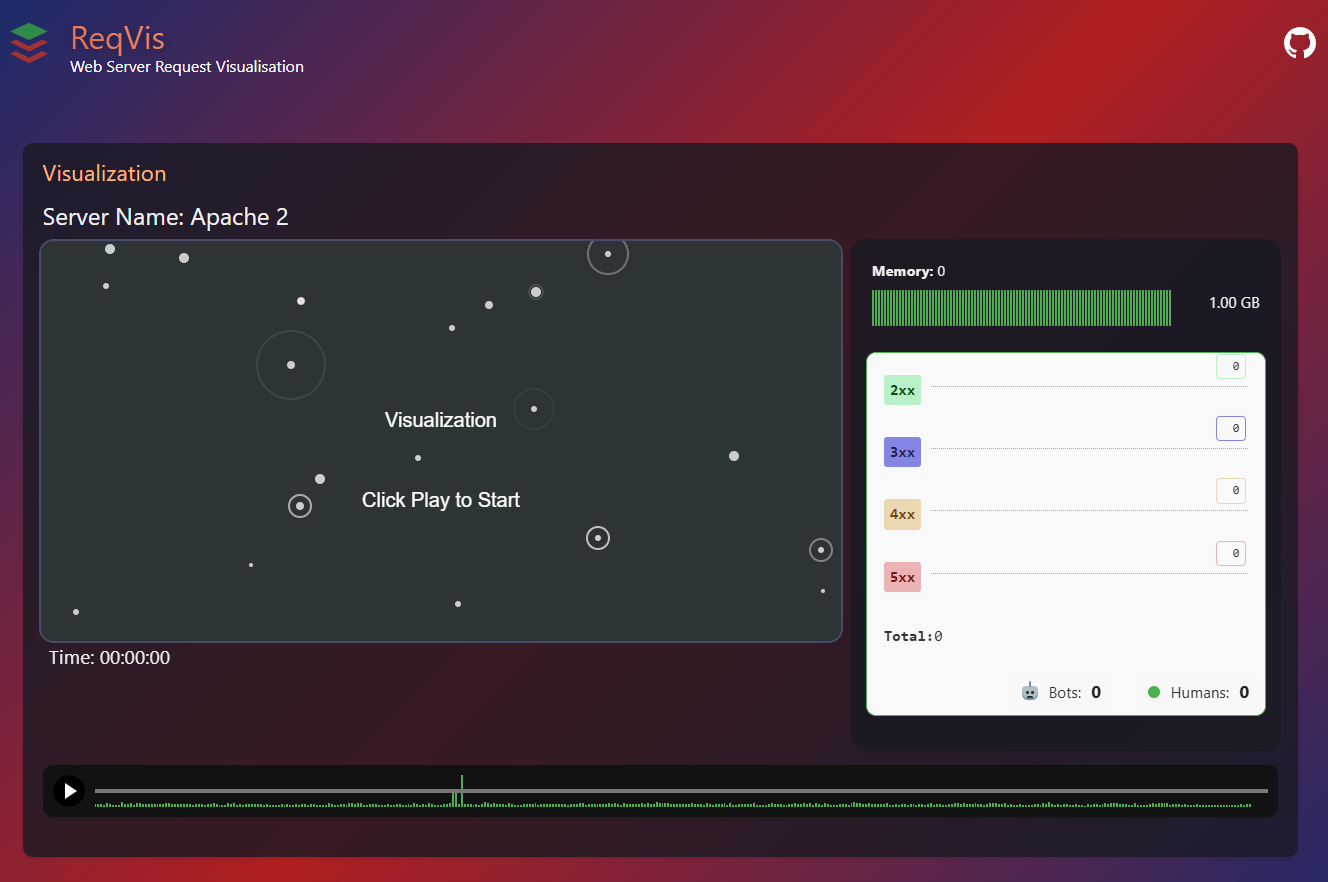 ReqVis
Web Server Request Visualisation
Visualization
Server Name: Apache 2
Visualization
Click Play to Start
Time: 00:00:00
Memory: 0
1.00 GB
0
2xx
0
3xx
0
4xx
0
5xx
Total:0
Bots: 0
Humans: 0